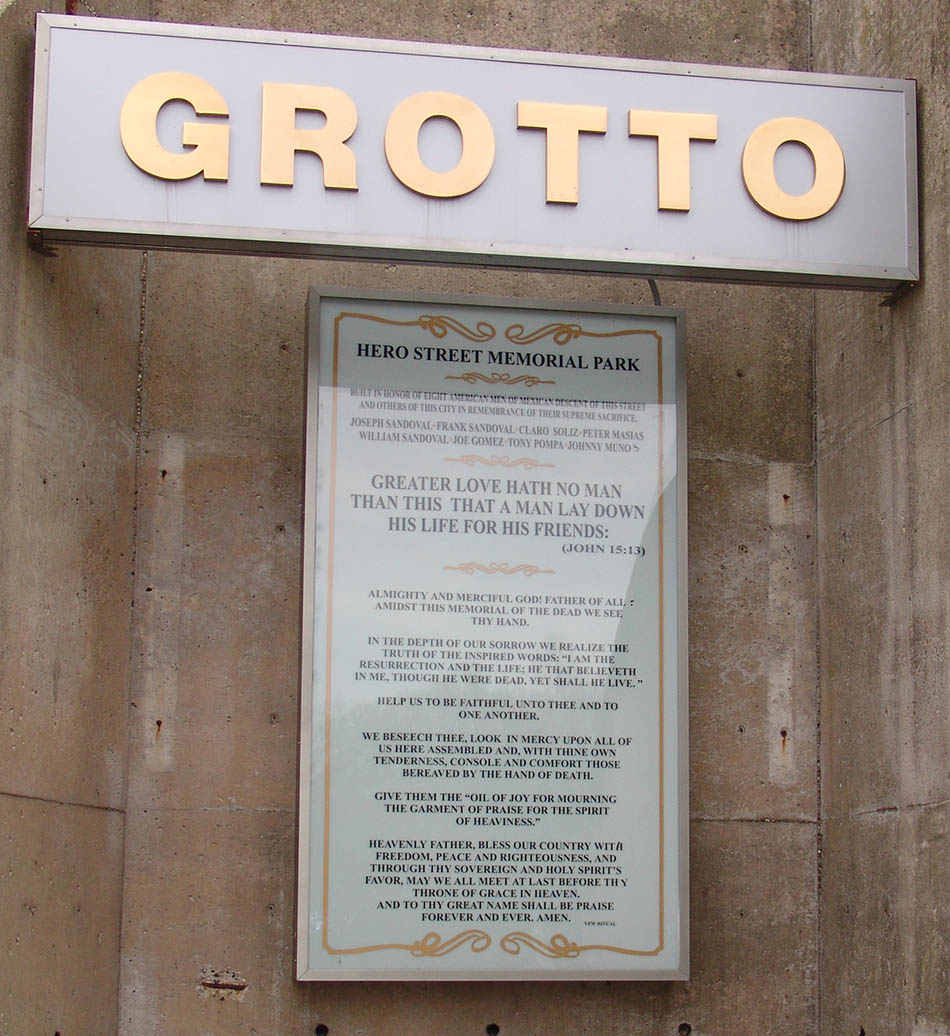 GROTTO
HERO STREET MEMORIAL PARK
BUILT IN HONOR OF EIGHT AMERICAN MEN OF MEXICAN DESCENT OF THIS STREET
AND OTHERS OF THIS CITY IN REMEMBRANCE OF THEIR SUPREME SACRIFICE.
JOSEPH SANDOVAL·FRANK SANDOVAL·CLARO SOLIZ·PETER MASIAS
WILLIAM SANDOVAL·JOE GOMEZ·TONY POMPA·JOHNNY MUNOS
GREATER LOVE HATH NO MAN
THAN THIS THAT A MAN LAY DOWN
HIS LIFE FOR HIS FRIENDS:
(JOHN 15:13)
ALMIGHTY AND MERCIFUL GOD! FATHER OF ALL :
AMIDST THIS MEMORIAL OF THE DEAD WE SEE
THY HAND.
IN THE DEPTH OF OUR SORROW WE REALIZE THE
TRUTH OF THE INSPIRED WORDS: “I AM THE
RESURRECTION AND THE LIFE; HE THAT BELIEVETH
IN ME, THOUGH HE WERE DEAD, YET SHALL HE LIVE. ”
HELP US TO BE FAITHFUL UNTO THEE AND TO
ONE ANOTHER.
WE BESEECH THEE, LOOK IN MERCY UPON ALL OF
US HERE ASSEMBLED AND, WITH THINE OWN
TENDERNESS, CONSOLE AND COMFORT THOSE
BEREAVED BY THE HAND OF DEATH.
GIVE THEM THE “OIL OF JOY FOR MOURNING
THE GARMENT OF PRAISE FOR THE SPIRIT
OF HEAVINESS.”
HEAVENLY FATHER, BLESS OUR COUNTRY WITH
FREEDOM, PEACE AND RIGHTEOUSNESS, AND
THROUGH THY SOVEREIGN AND HOLY SPIRIT'S
FAVOR, MAY WE ALL MEET AT LAST BEFORE THY
THRONE OF GRACE IN HEAVEN.
AND TO THY GREAT NAME SHALL BE PRAISE
FOREVER AND EVER. AMEN.
VFW RITUAL